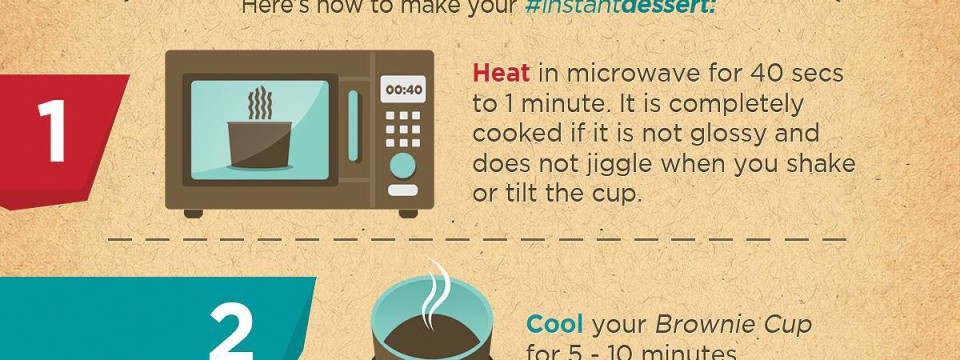 Here's how to make your #instantdessert:
1
00:40
Heat in microwave for 40 secs
to 1 minute. It is completely
cooked if it is not glossy and
does not jiggle when you shake
or tilt the cup.
2
Cool your Brownie Cup
for 5 - 10 minutes